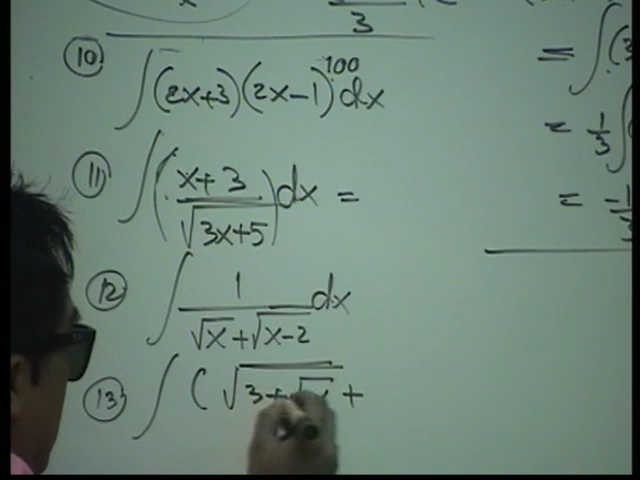 3
⑩ ∫(2x+3)(2x-1)^100 dx
⑪ ∫(x+3/√(3x+5))dx =
⑫ ∫ 1/(√x+√(x-2)) dx
⑬ ∫ ( √(3+√x) +
= ∫(3
= 1/3 ∫
= -1/3